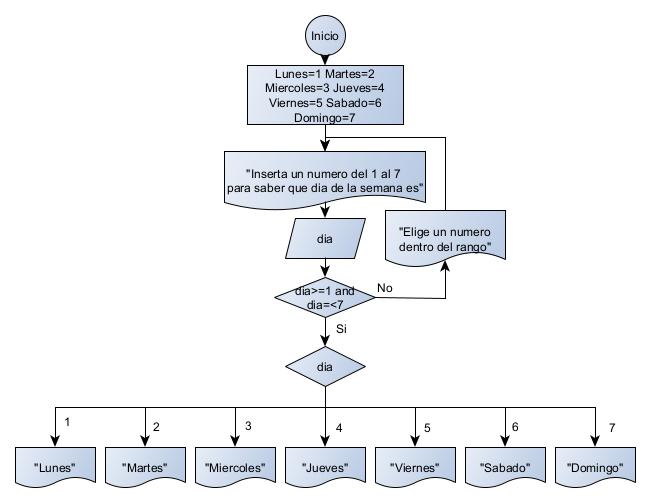 Inicio
Lunes=1 Martes=2
Miercoles=3 Jueves=4
Viernes=5 Sabado=6
Domingo=7
"Inserta un numero del 1 al 7
para saber que dia de la semana es"
dia
"Elige un numero
dentro del rango"
dia>=1 and
dia=<7
No
Si
dia
1
2
3
4
5
6
7
"Lunes"
"Martes"
"Miercoles"
"Jueves"
"Viernes"
"Sabado"
"Domingo"